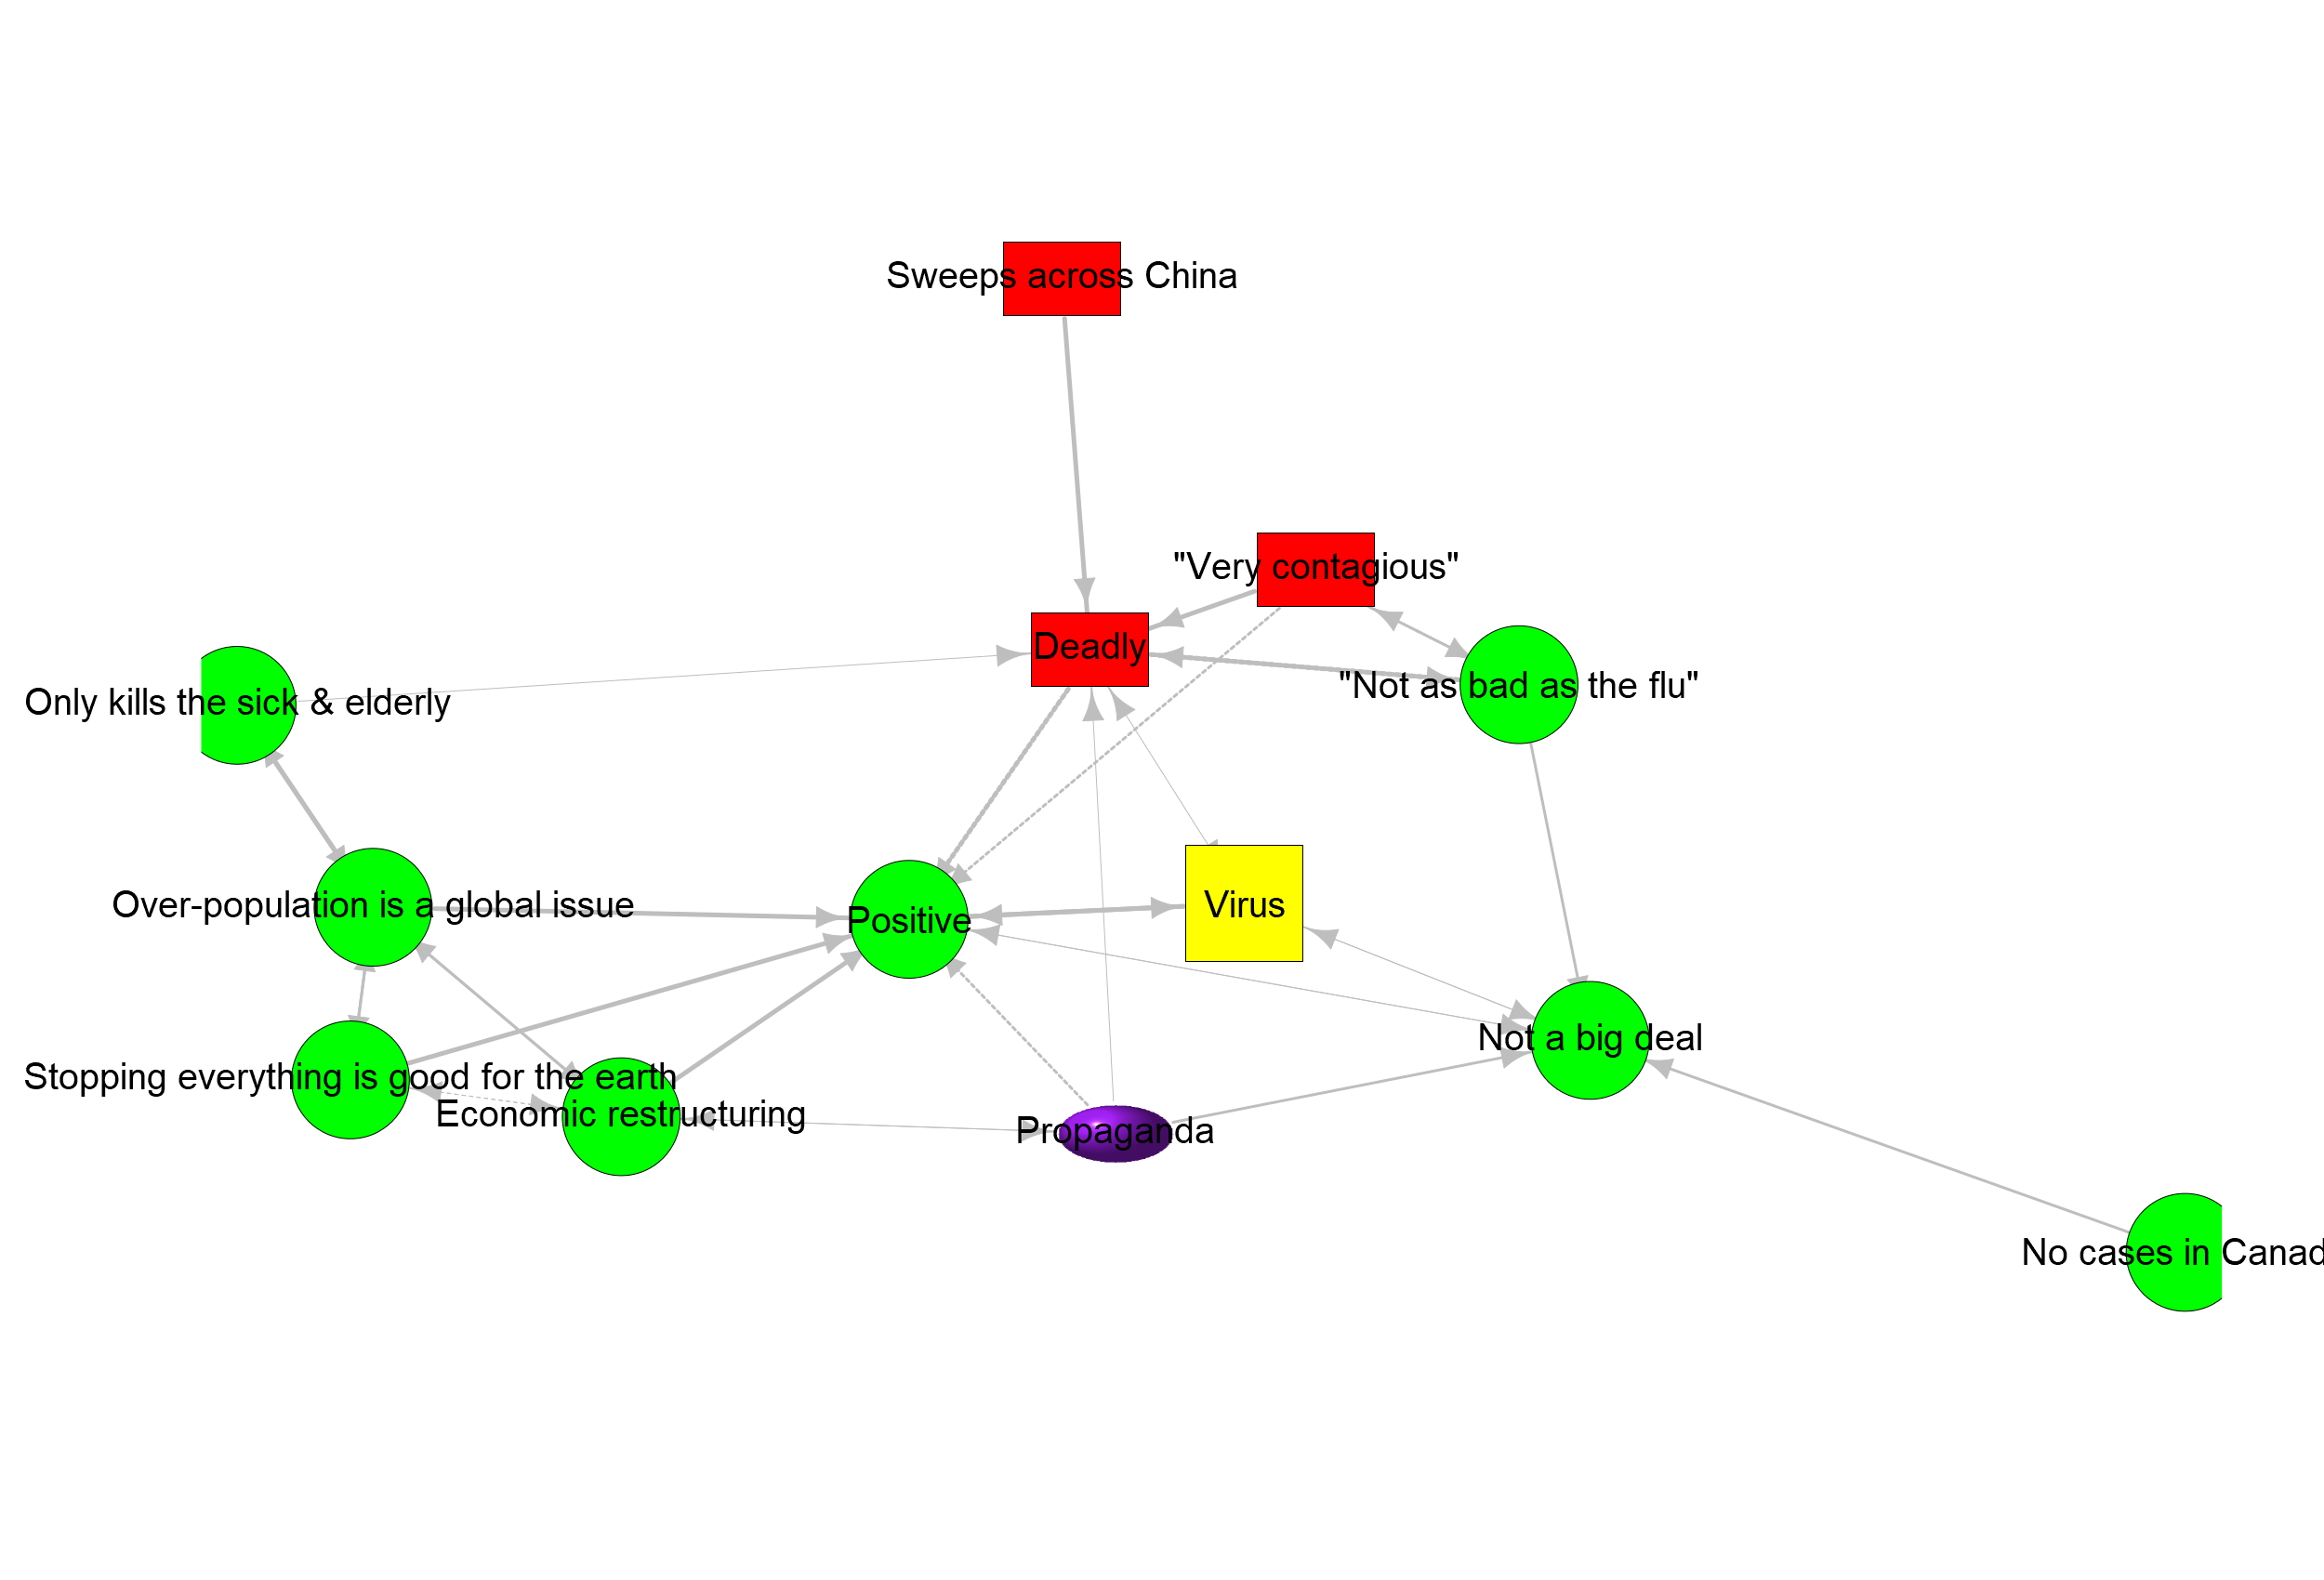 Sweeps across China
"Very contagious"
Deadly
"Not as bad as the flu"
Only kills the sick & elderly
Over-population is a global issue
Virus
Positive
Not a big deal
Stopping everything is good for the earth
Economic restructuring
Propaganda
No cases in Canad